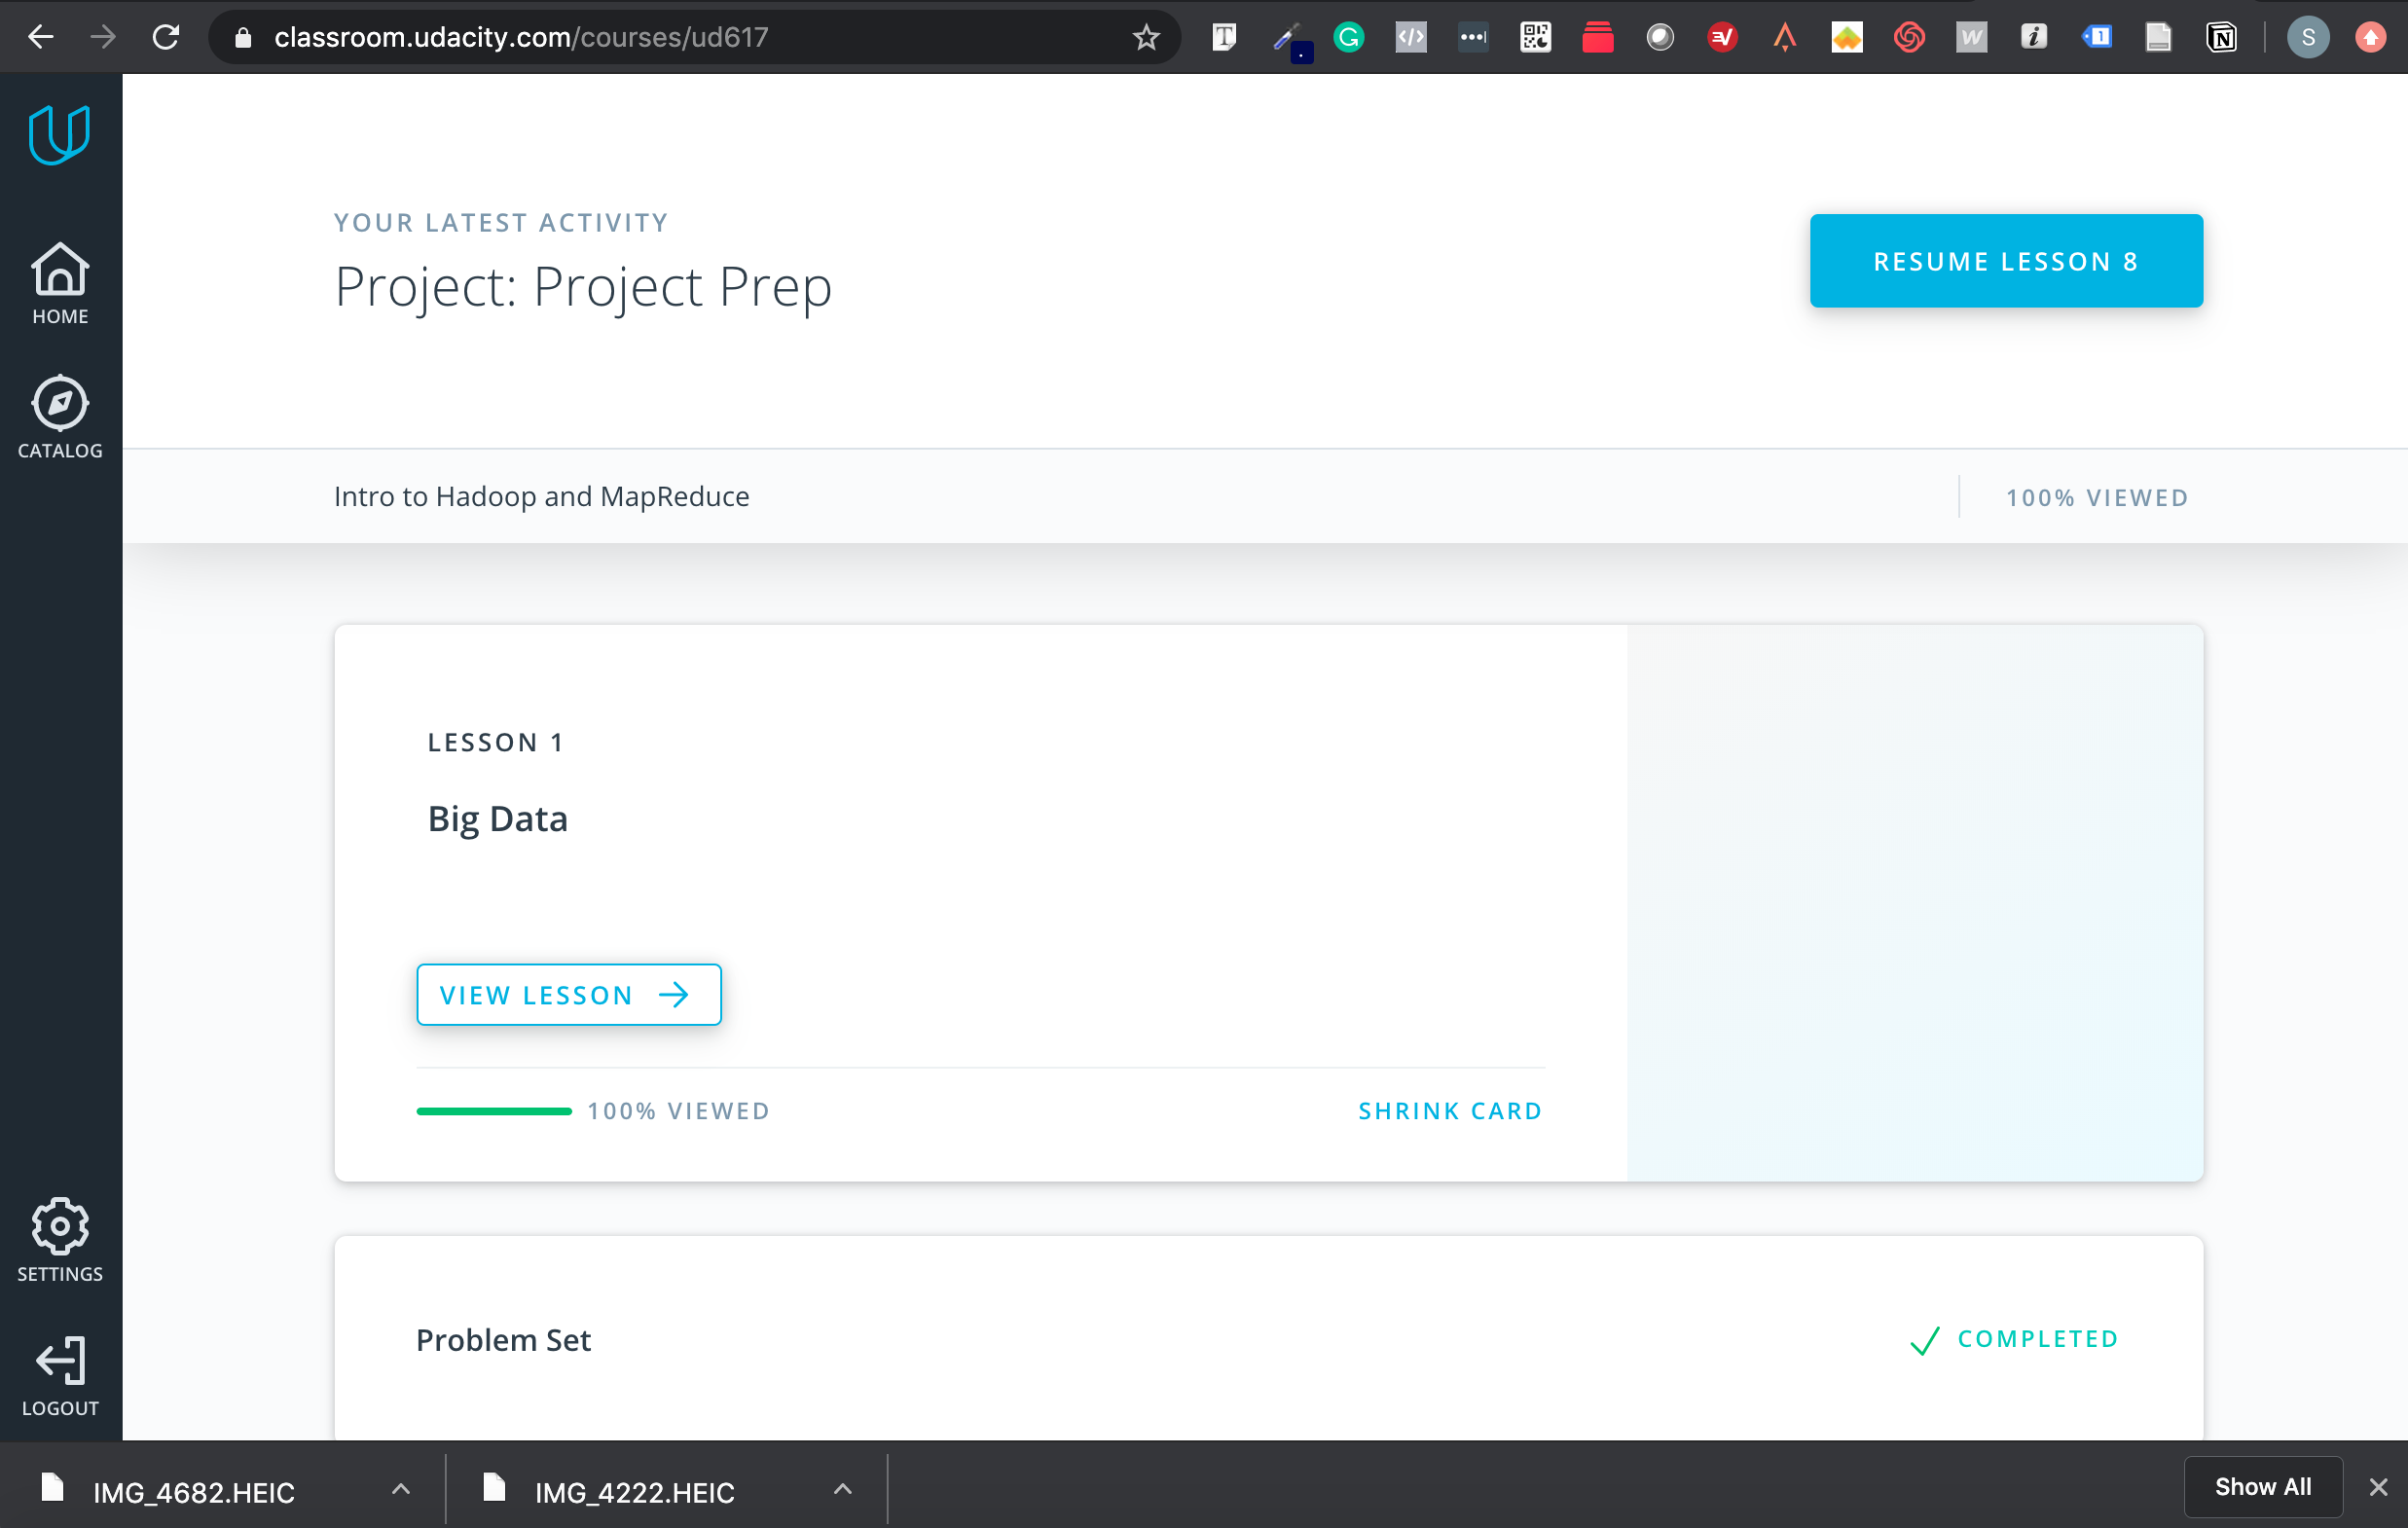 classroom.udacity.com/courses/ud617
S
HOME
CATALOG
SETTINGS
LOGOUT
YOUR LATEST ACTIVITY
Project: Project Prep
RESUME LESSON 8
Intro to Hadoop and MapReduce
100% VIEWED
LESSON 1
Big Data
VIEW LESSON
100% VIEWED
SHRINK CARD
Problem Set
COMPLETED
IMG_4682.HEIC
IMG_4222.HEIC
Show All